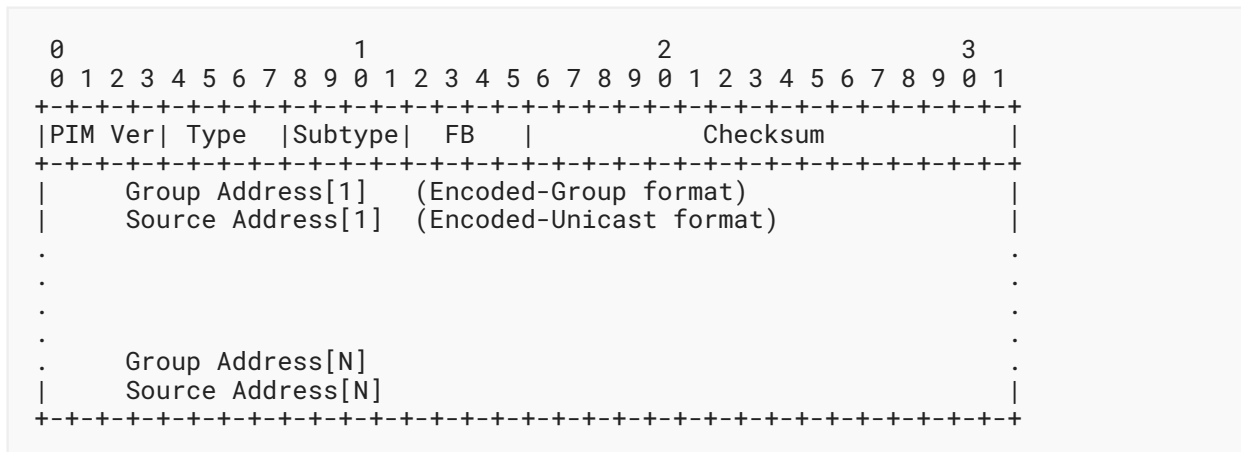 0                   1                   2                   3
 0 1 2 3 4 5 6 7 8 9 0 1 2 3 4 5 6 7 8 9 0 1 2 3 4 5 6 7 8 9 0 1
+-+-+-+-+-+-+-+-+-+-+-+-+-+-+-+-+-+-+-+-+-+-+-+-+-+-+-+-+-+-+-+-+
|PIM Ver| Type  |Subtype|  FB   |           Checksum            |
+-+-+-+-+-+-+-+-+-+-+-+-+-+-+-+-+-+-+-+-+-+-+-+-+-+-+-+-+-+-+-+-+
|     Group Address[1]   (Encoded-Group format)                 |
|     Source Address[1]  (Encoded-Unicast format)               |
.                                                               .
.                                                               .
.                                                               .
.                                                               .
.     Group Address[N]                                          .
|     Source Address[N]                                         |
+-+-+-+-+-+-+-+-+-+-+-+-+-+-+-+-+-+-+-+-+-+-+-+-+-+-+-+-+-+-+-+-+